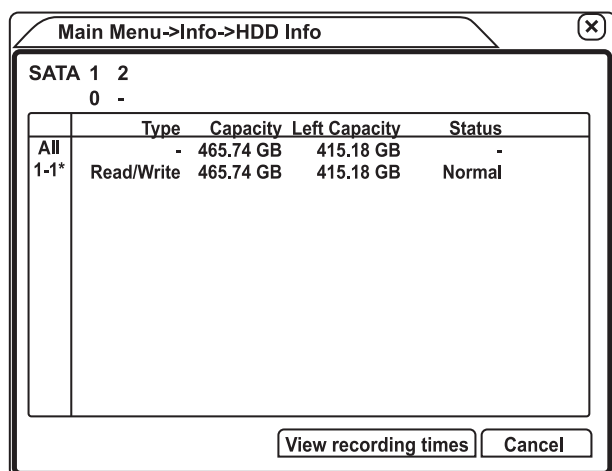 Main Menu->Info->HDD Info
SATA 1 2
0 -
Type Capacity Left Capacity Status
All - 465.74 GB 415.18 GB -
1-1* Read/Write 465.74 GB 415.18 GB Normal
View recording times Cancel